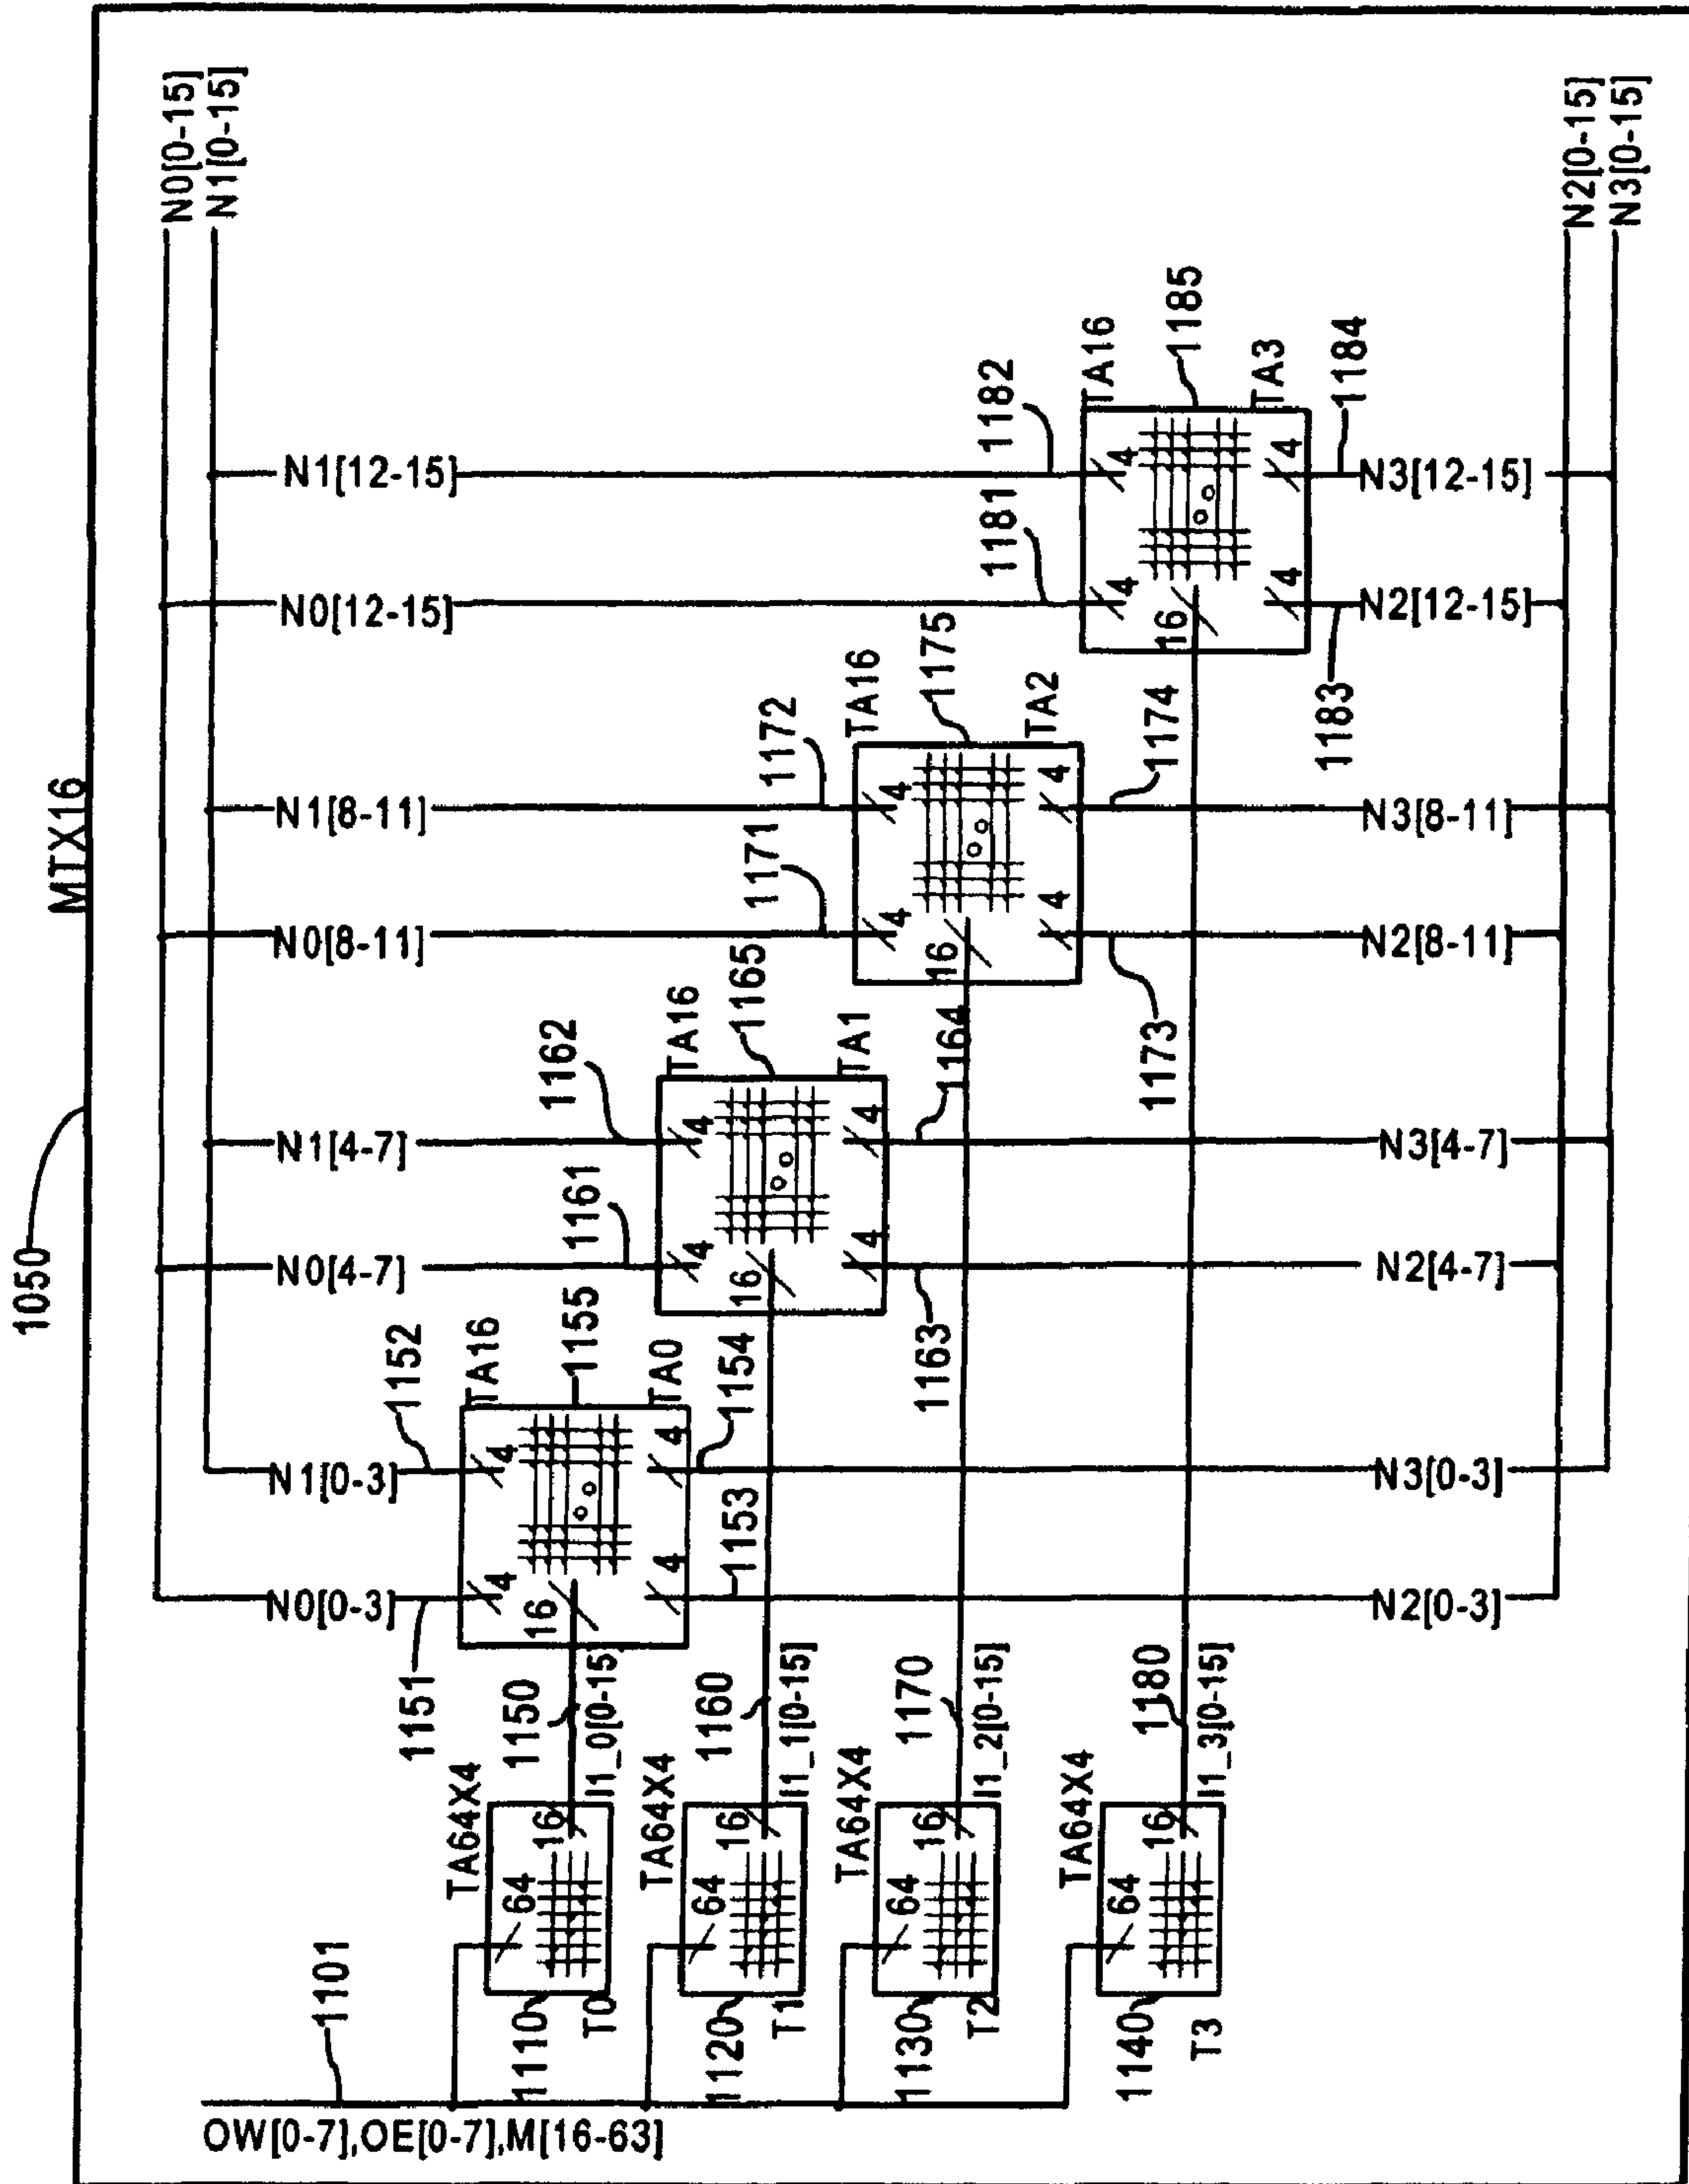 MTX16
1050
N0[0-15]
N1[0-15]
N0[0-3]
N1[0-3]
N0[4-7]
N1[4-7]
N0[8-11]
N1[8-11]
N0[12-15]
N1[12-15]
1151
1152
TA16
4
4
16
1155
4
4
TA0
1153
1154
1161
1162
TA16
4
4
16
1165
4
4
TA1
1163
1164
1171
1172
TA16
4
4
16
1175
4
4
TA2
1173
1174
1181
1182
TA16
4
4
16
1185
4
4
TA3
1183
1184
1101
OW[0-7],OE[0-7],M[16-63]
TA64X4
64
16
1110
T0
1150
I1_0[0-15]
TA64X4
64
16
1120
T1
1160
I1_1[0-15]
TA64X4
64
16
1130
T2
1170
I1_2[0-15]
TA64X4
64
16
1140
T3
1180
I1_3[0-15]
N2[0-3]
N3[0-3]
N2[4-7]
N3[4-7]
N2[8-11]
N3[8-11]
N2[12-15]
N3[12-15]
N2[0-15]
N3[0-15]